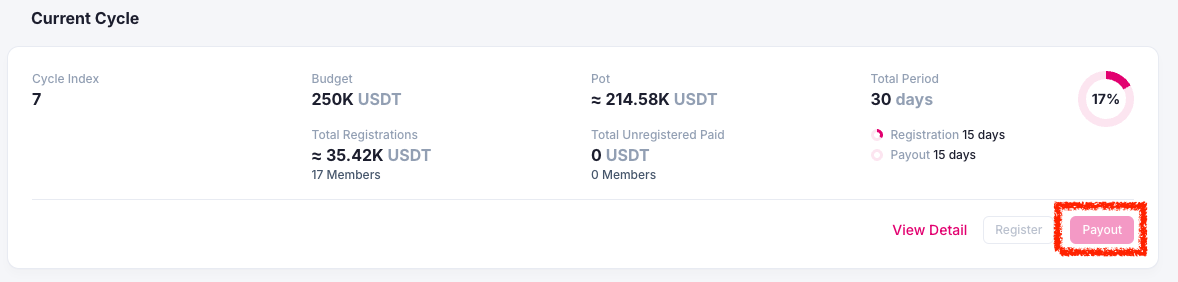 Current Cycle
Cycle Index
7
Budget
250K USDT
Pot
≈ 214.58K USDT
Total Period
30 days
17%
Total Registrations
≈ 35.42K USDT
17 Members
Total Unregistered Paid
0 USDT
0 Members
Registration 15 days
Payout 15 days
View Detail
Register
Payout